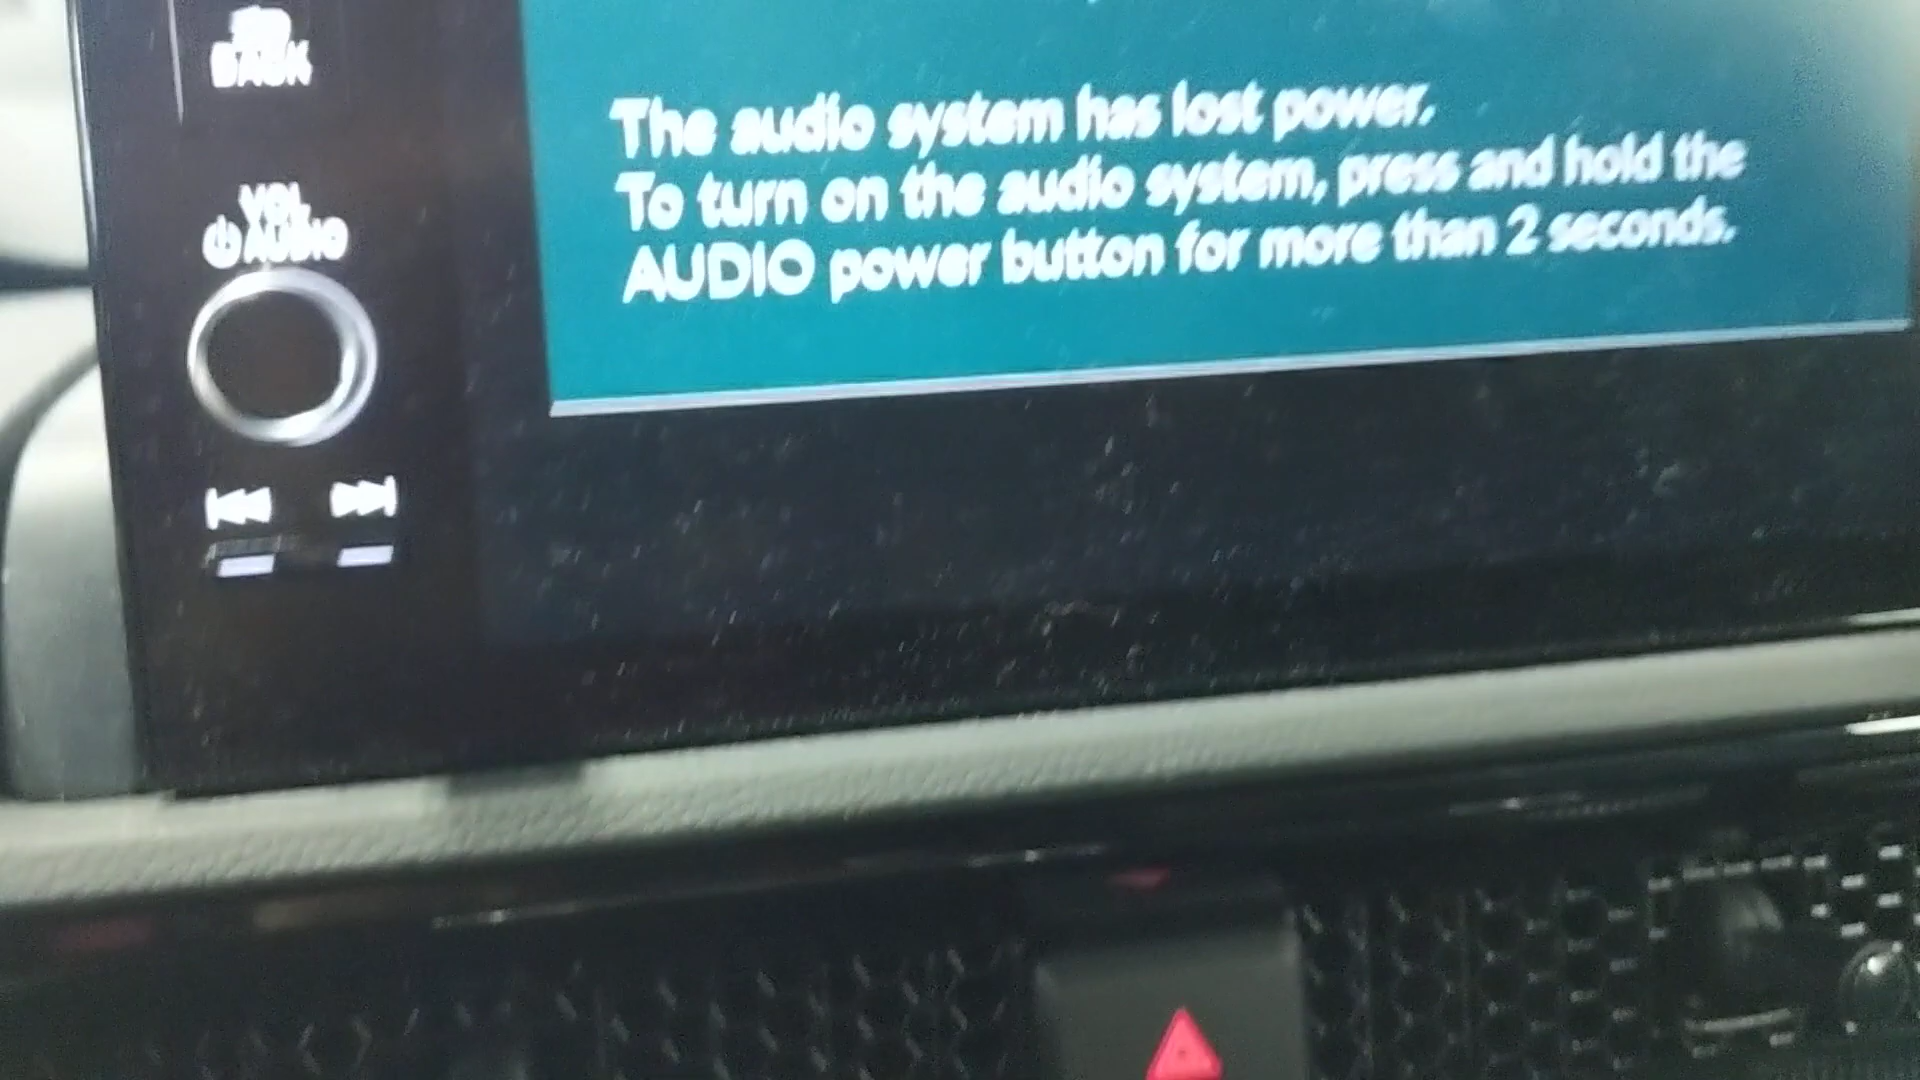 BACK
The audio system has lost power.
To turn on the audio system, press and hold the
AUDIO power button for more than 2 seconds.
VOL
AUDIO